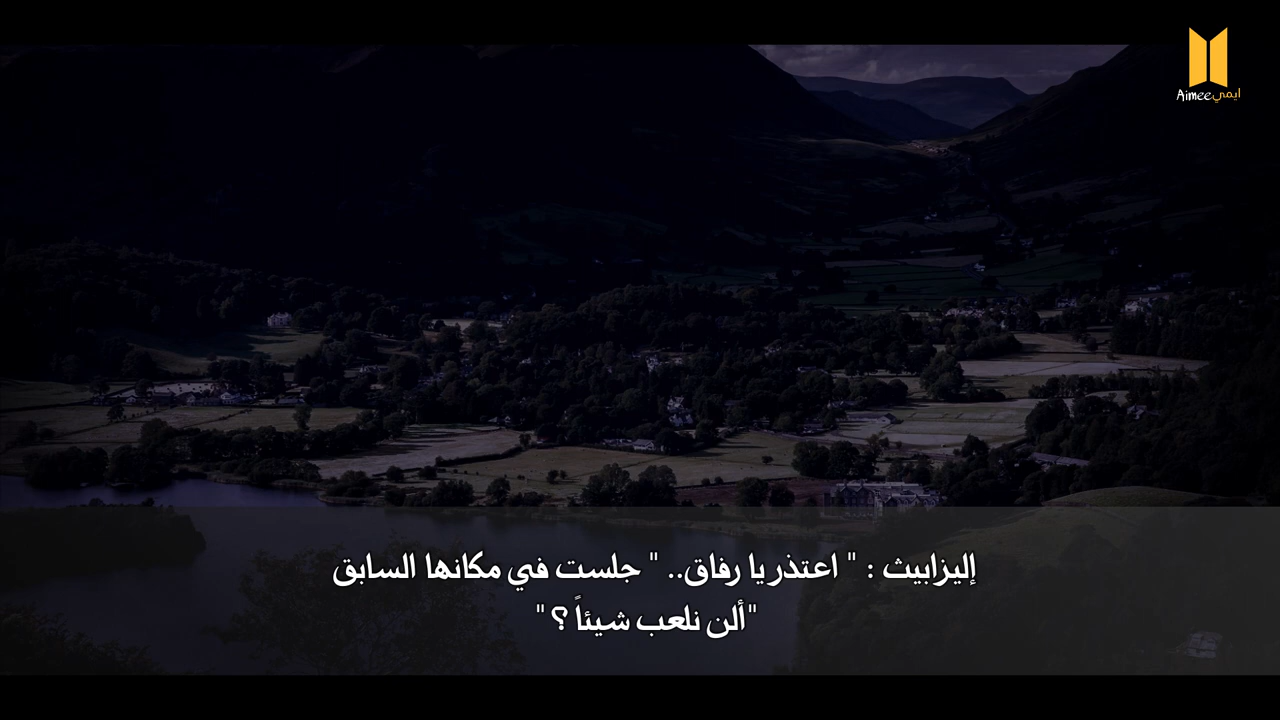 Aimee ايمي
إليزابيث : " اعتذر يا رفاق.. " جلست في مكانها السابق
"ألن نلعب شيئاً ؟ "